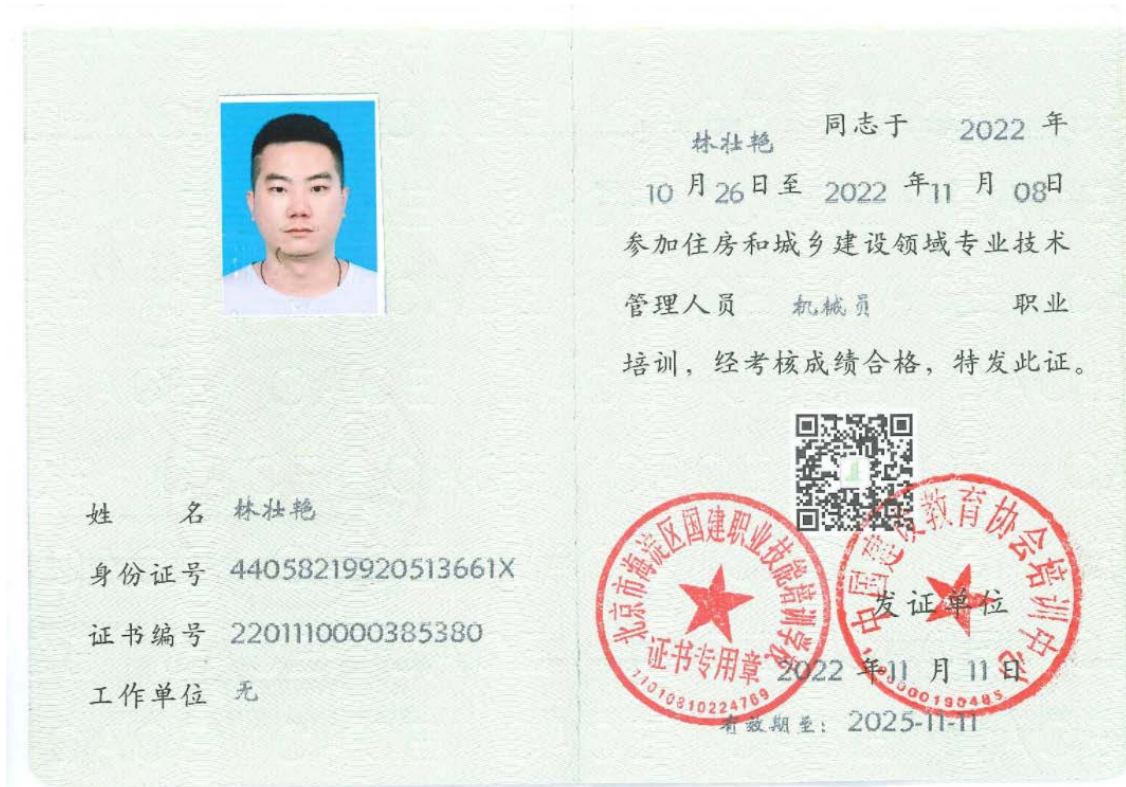 姓 名 林壮艳
身份证号 44058219920513661X
证书编号 2201110000385380
工作单位 无
林壮艳 同志于 2022 年
10 月 26 日至 2022 年 11 月 08 日
参加住房和城乡建设领域专业技术
管理人员 机械员 职业
培训，经考核成绩合格，特发此证。
北京市海淀区国建职业技能培训学校
证书专用章
11010810224769
中国建设教育协会培训中心
发证单位
2022 年 11 月 11 日
有效期至：2025-11-11